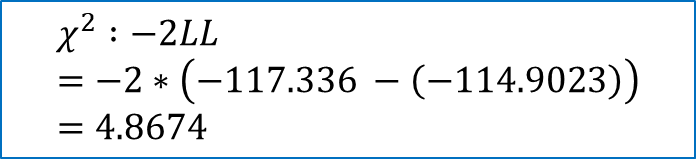 χ² : −2LL
= −2 * (−117.336 − (−114.9023))
= 4.8674